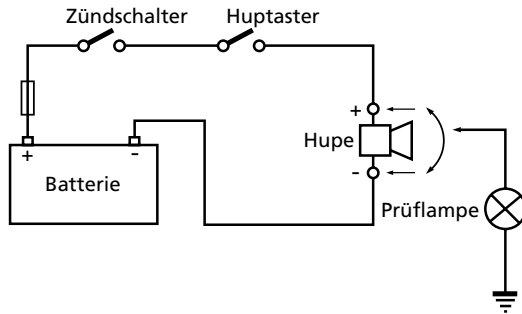 Zündschalter Huptaster
+
Hupe
-
+ -
Batterie
Prüflampe